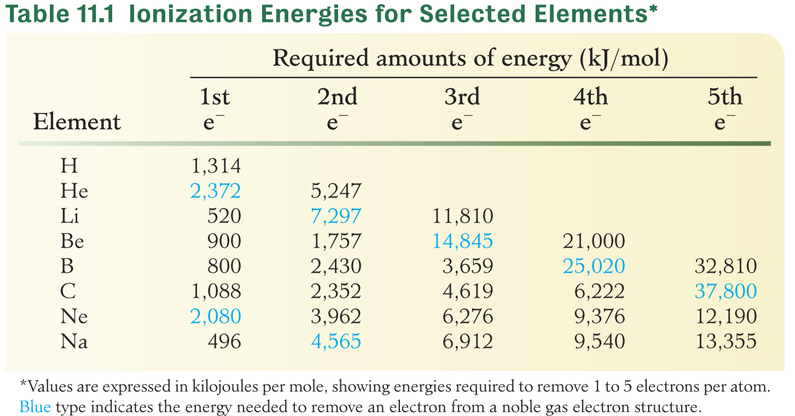 Table 11.1 Ionization Energies for Selected Elements*
Required amounts of energy (kJ/mol)
1st 2nd 3rd 4th 5th
Element e⁻ e⁻ e⁻ e⁻ e⁻
H 1,314
He 2,372 5,247
Li 520 7,297 11,810
Be 900 1,757 14,845 21,000
B 800 2,430 3,659 25,020 32,810
C 1,088 2,352 4,619 6,222 37,800
Ne 2,080 3,962 6,276 9,376 12,190
Na 496 4,565 6,912 9,540 13,355
*Values are expressed in kilojoules per mole, showing energies required to remove 1 to 5 electrons per atom.
Blue type indicates the energy needed to remove an electron from a noble gas electron structure.